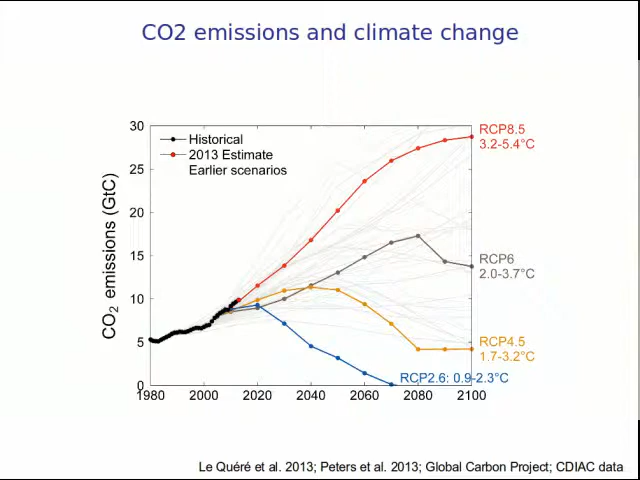 CO2 emissions and climate change
30
25
20
15
10
5
0
CO2 emissions (GtC)
Historical
2013 Estimate
Earlier scenarios
RCP8.5
3.2-5.4°C
RCP6
2.0-3.7°C
RCP4.5
1.7-3.2°C
RCP2.6: 0.9-2.3°C
1980 2000 2020 2040 2060 2080 2100
Le Quéré et al. 2013; Peters et al. 2013; Global Carbon Project; CDIAC data